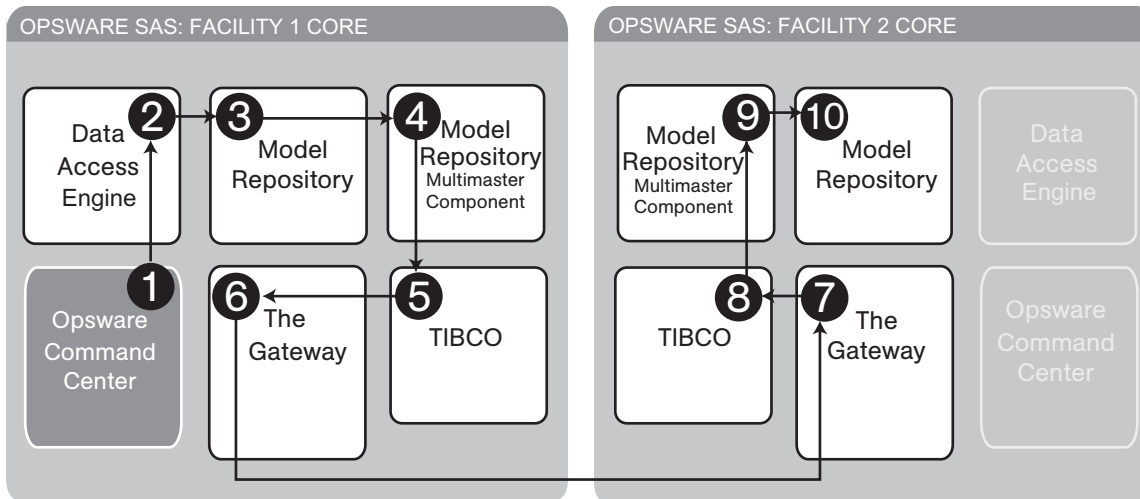 OPSWARE SAS: FACILITY 1 CORE
2
Data
Access
Engine
3
Model
Repository
4
Model
Repository
Multimaster
Component
1
Opsware
Command
Center
6
The
Gateway
5
TIBCO
OPSWARE SAS: FACILITY 2 CORE
9
Model
Repository
Multimaster
Component
10
Model
Repository
Data
Access
Engine
8
TIBCO
7
The
Gateway
Opsware
Command
Center